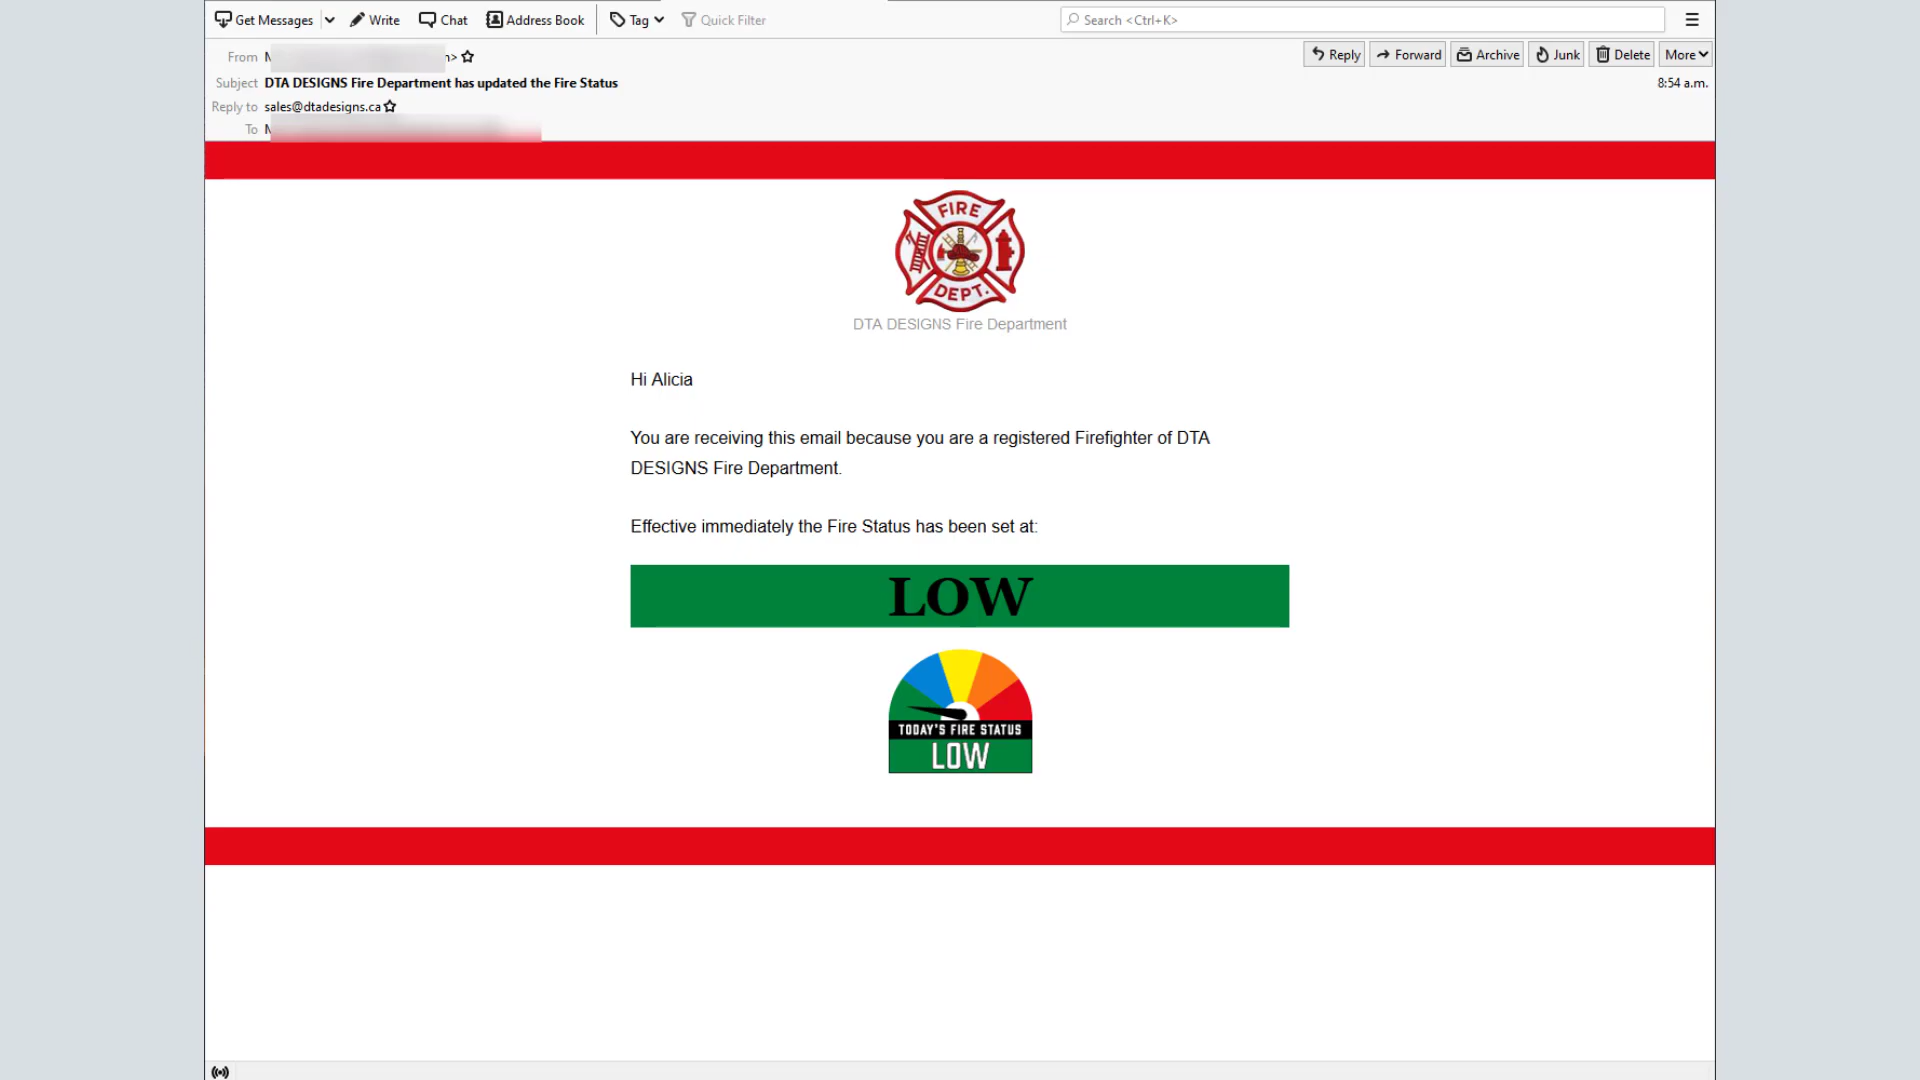 Get Messages Write Chat Address Book Tag Quick Filter Search <Ctrl+K>
From
Reply Forward Archive Junk Delete More
Subject DTA DESIGNS Fire Department has updated the Fire Status 8:54 a.m.
Reply to sales@dtadesigns.ca
To
FIRE
DEPT.
DTA DESIGNS Fire Department
Hi Alicia
You are receiving this email because you are a registered Firefighter of DTA
DESIGNS Fire Department.
Effective immediately the Fire Status has been set at:
LOW
TODAY'S FIRE STATUS
LOW